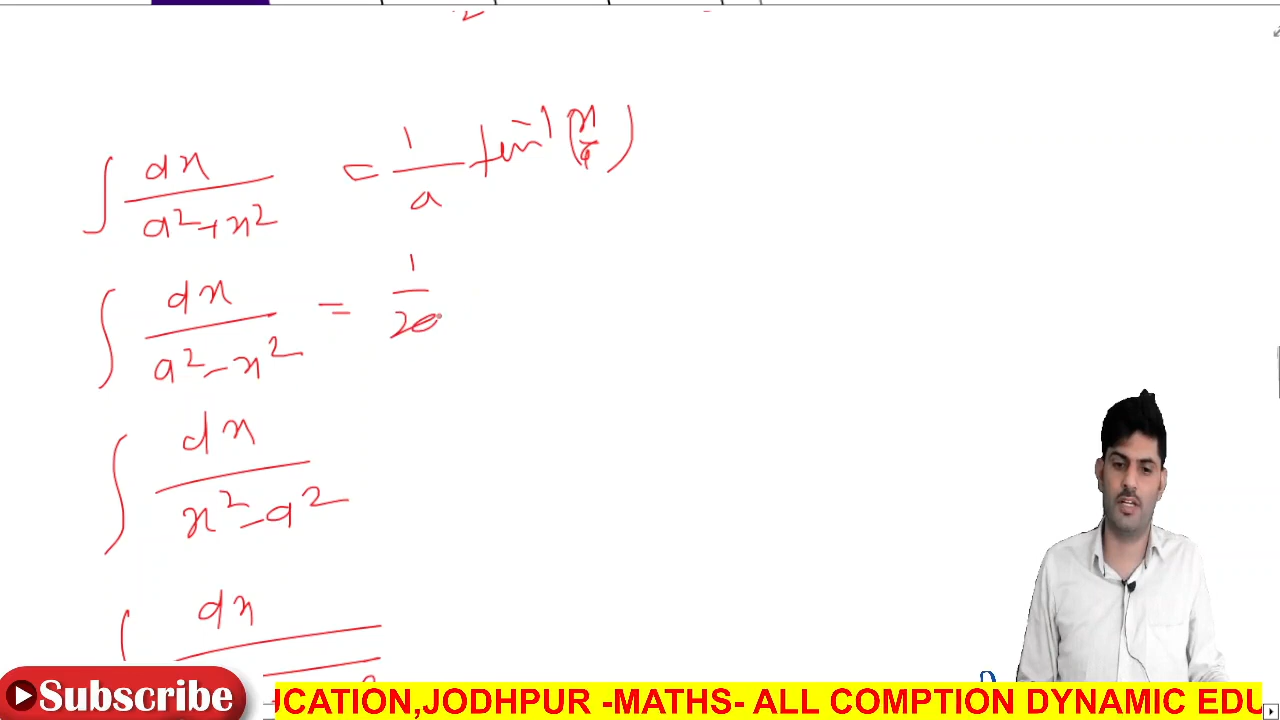 ∫ dx / (a²+x²) = 1/a tan⁻¹(x/a)
∫ dx / (a²-x²) = 1/2a
∫ dx / (x²-a²)
dx
Subscribe
ICATION,JODHPUR -MATHS- ALL COMPTION DYNAMIC EDU